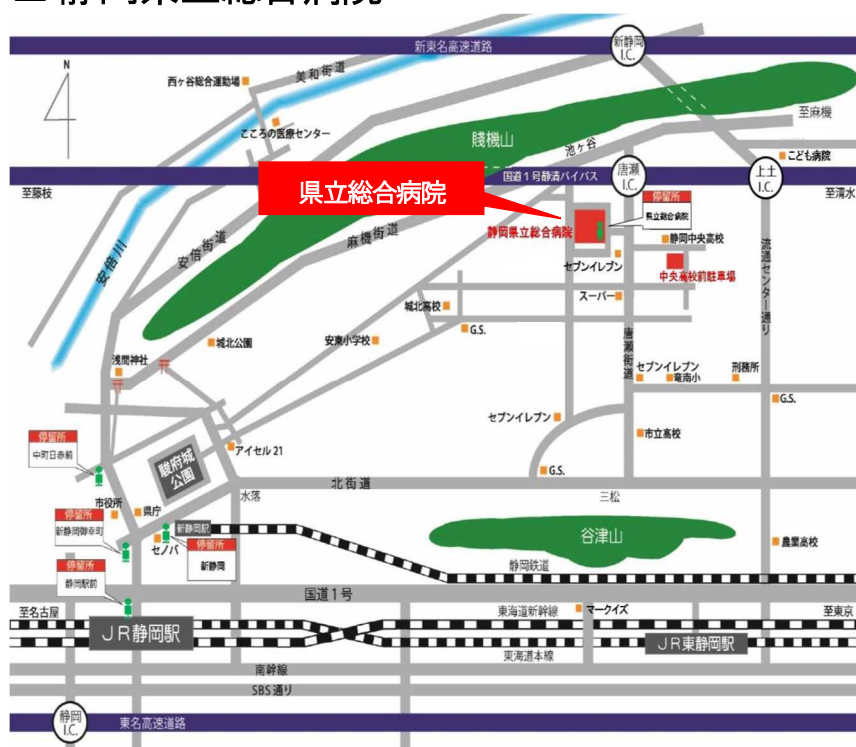 新東名高速道路
新静岡
I.C.
N
西ヶ谷総合運動場
美和街道
至麻機
こころの医療センター
賤機山
池ヶ谷
こども病院
国道1号静清バイパス
唐瀬
I.C.
上土
I.C.
至藤枝
至清水
県立総合病院
停留所
県立総合病院
静岡県立総合病院
静岡中央高校
安倍川
安倍街道
麻機街道
セブンイレブン
中央高校前駐車場
流通センター通り
スーパー
城北高校
G.S.
唐瀬街道
城北公園
安東小学校
浅間神社
セブンイレブン
竜南小
刑務所
G.S.
セブンイレブン
市立高校
停留所
中町日赤前
アイセル21
駿府城
公園
G.S.
北街道
水落
三松
市役所
県庁
停留所
新静岡御幸町
新静岡駅
セノバ
停留所
新静岡
谷津山
農業高校
静岡鉄道
停留所
静岡駅前
国道1号
至名古屋
東海道新幹線
マークイズ
至東京
JR静岡駅
JR東静岡駅
東海道本線
南幹線
SBS通り
静岡
I.C.
東名高速道路